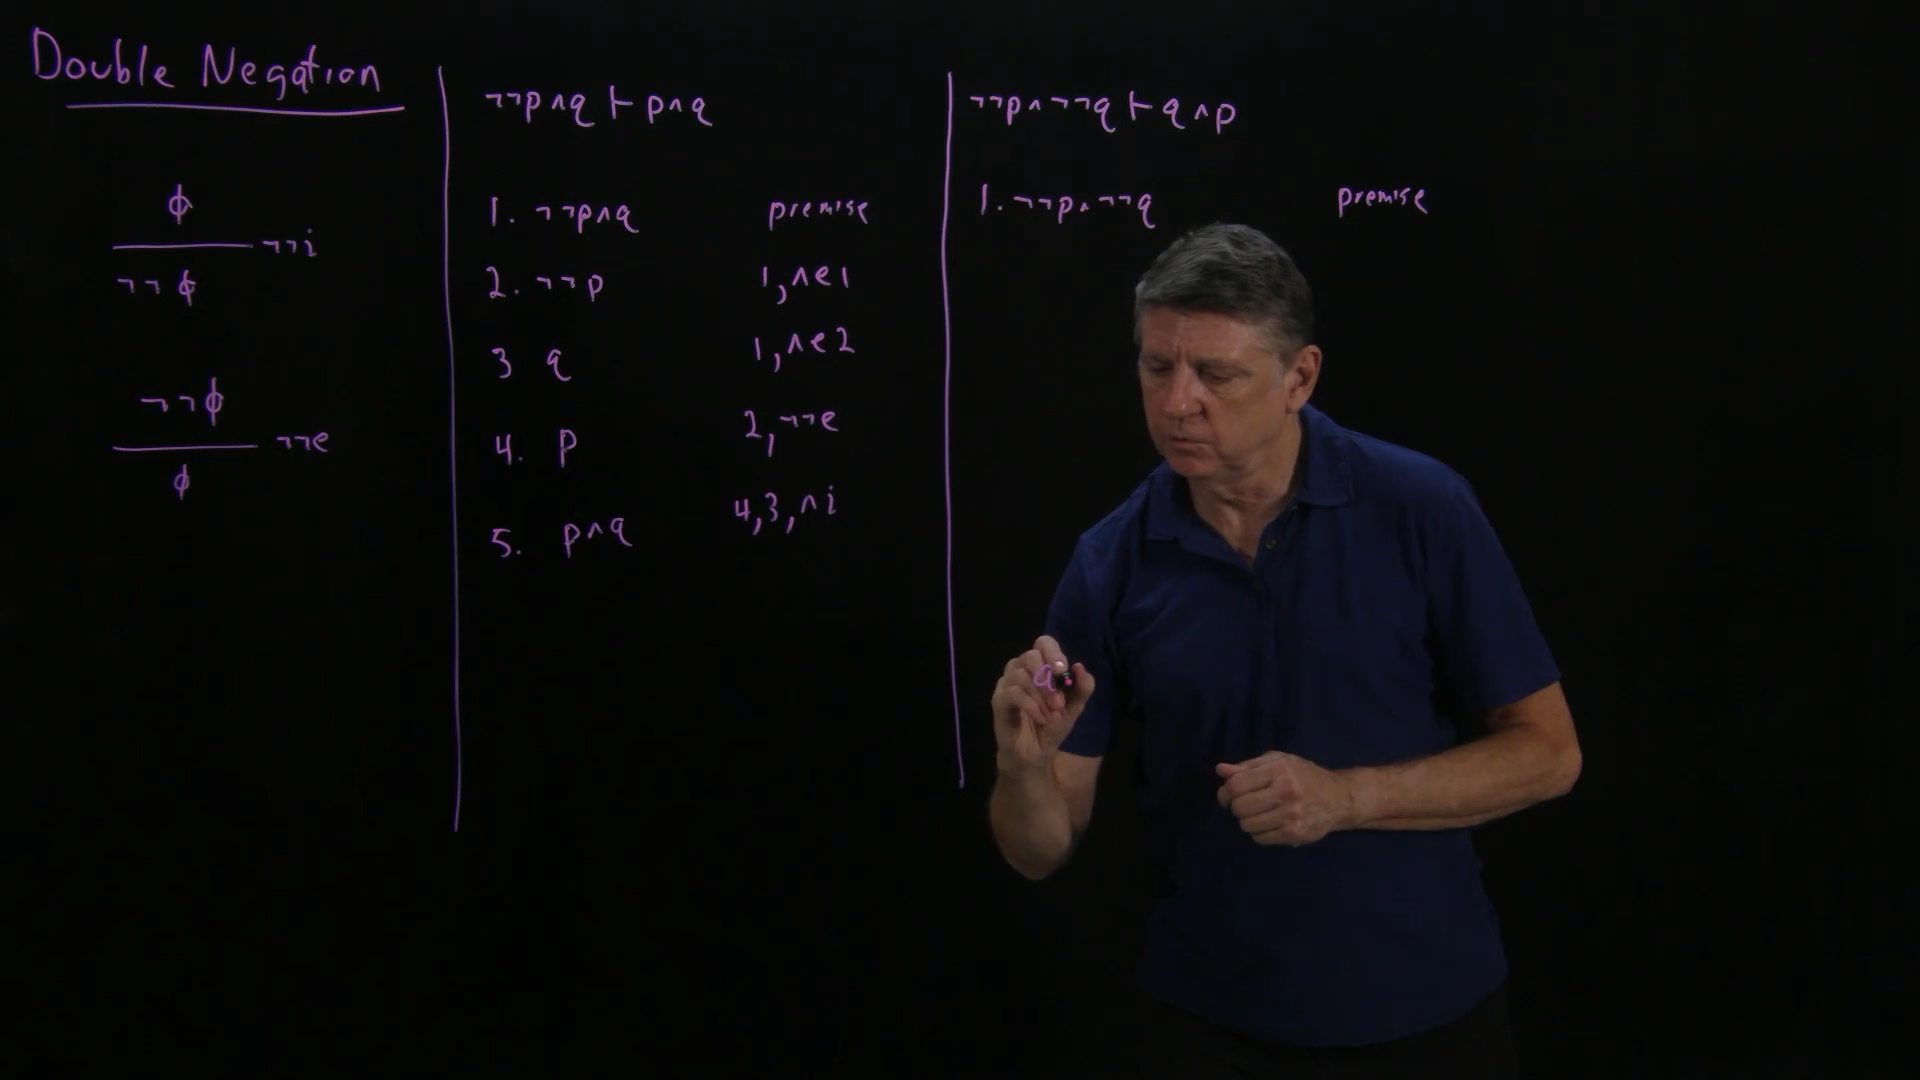 Double Negation
ϕ
¬¬i
¬¬ϕ
¬¬ϕ
¬¬e
ϕ
¬¬p∧q ⊢ p∧q
1. ¬¬p∧q premise
2. ¬¬p 1,∧e1
3 q 1,∧e2
4. p 2,¬¬e
5. p∧q 4,3,∧i
¬¬p∧¬¬q ⊢ q∧p
1. ¬¬p∧¬¬q premise
q